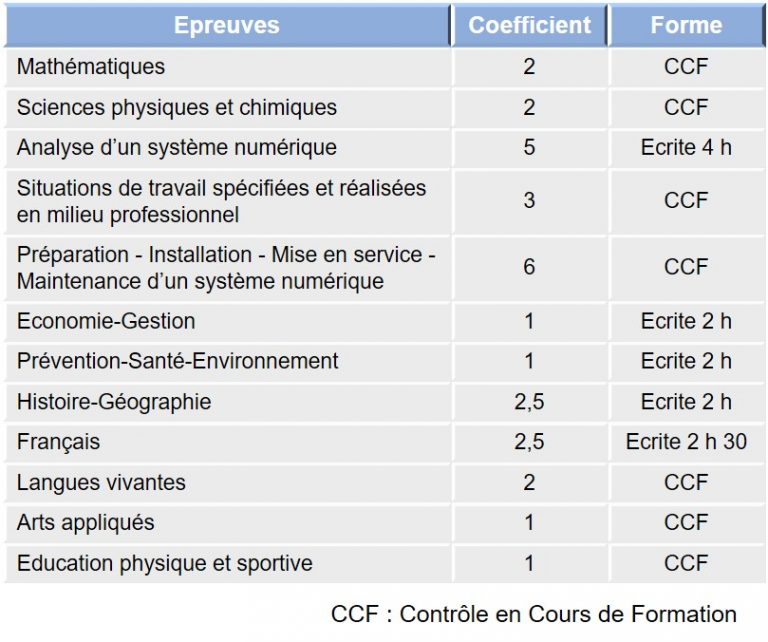 Epreuves Coefficient Forme
Mathématiques 2 CCF
Sciences physiques et chimiques 2 CCF
Analyse d’un système numérique 5 Ecrite 4 h
Situations de travail spécifiées et réalisées
en milieu professionnel 3 CCF
Préparation - Installation - Mise en service -
Maintenance d’un système numérique 6 CCF
Economie-Gestion 1 Ecrite 2 h
Prévention-Santé-Environnement 1 Ecrite 2 h
Histoire-Géographie 2,5 Ecrite 2 h
Français 2,5 Ecrite 2 h 30
Langues vivantes 2 CCF
Arts appliqués 1 CCF
Education physique et sportive 1 CCF
CCF : Contrôle en Cours de Formation